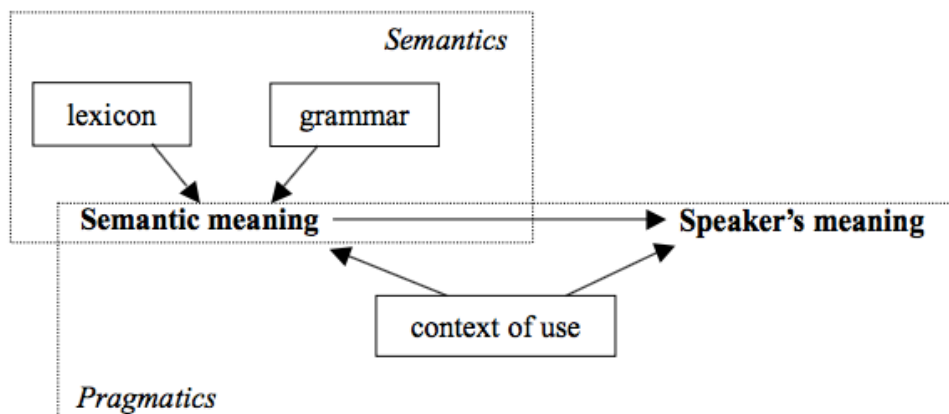 Semantics
lexicon
grammar
Semantic meaning
Speaker's meaning
context of use
Pragmatics